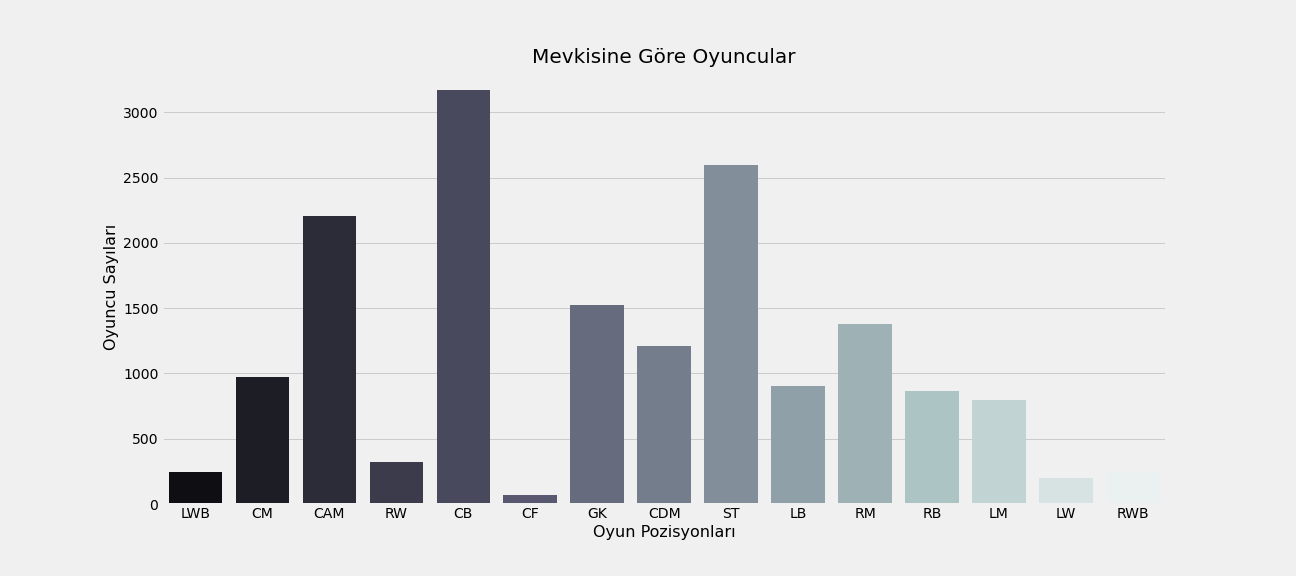 Mevkisine Göre Oyuncular
Oyuncu Sayıları
3000
2500
2000
1500
1000
500
0
LWB CM CAM RW CB CF GK CDM ST LB RM RB LM LW RWB
Oyun Pozisyonları